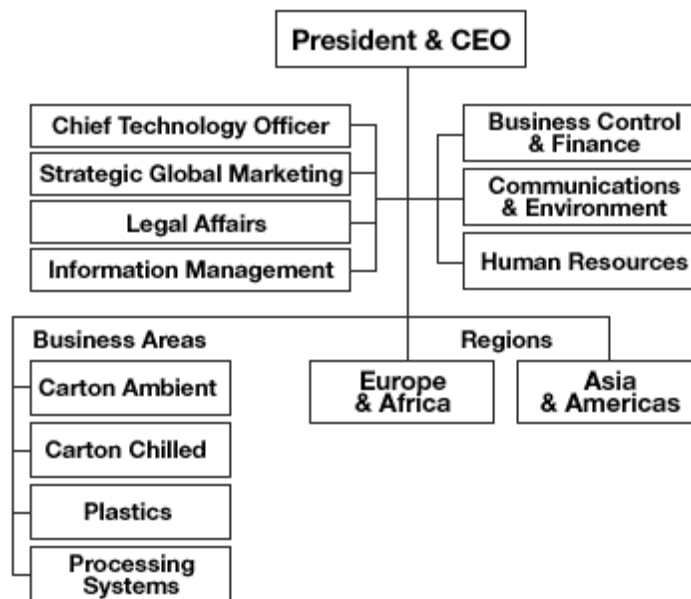 President & CEO
Chief Technology Officer
Strategic Global Marketing
Legal Affairs
Information Management
Business Control
& Finance
Communications
& Environment
Human Resources
Business Areas
Carton Ambient
Carton Chilled
Plastics
Processing
Systems
Regions
Europe
& Africa
Asia
& Americas